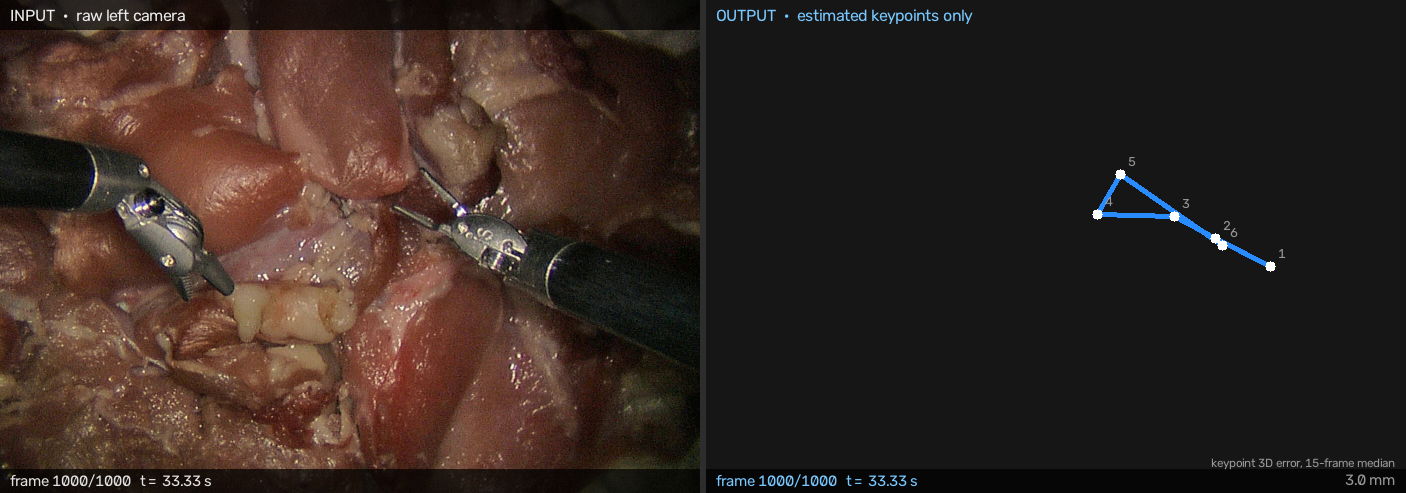 INPUT • raw left camera
OUTPUT • estimated keypoints only
5
4
3
2
6
1
keypoint 3D error, 15-frame median
frame 1000/1000 t= 33.33 s
frame 1000/1000 t= 33.33 s
3.0 mm